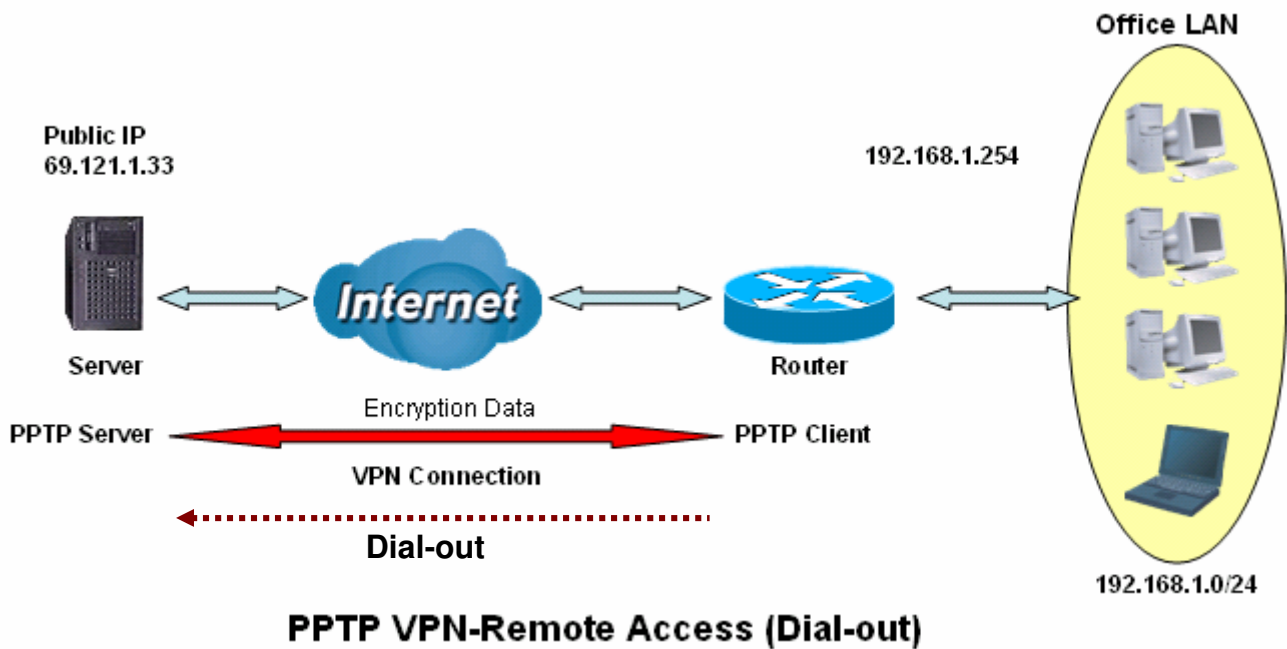 Office LAN
Public IP
69.121.1.33
192.168.1.254
Internet
Server
Router
Encryption Data
PPTP Server
PPTP Client
VPN Connection
Dial-out
192.168.1.0/24
PPTP VPN-Remote Access (Dial-out)